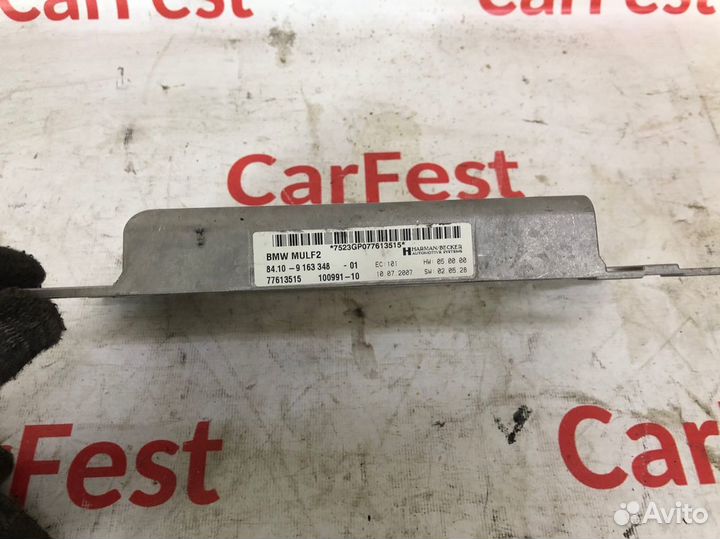 CarFest
CarFest
CarFest
*7523GP077613515*
BMW MULF2
HARMAN/BECKER
AUTOMOTIVE SYSTEMS
84.10 - 9 163 348 - 01 EC:101 HW: 05.00.00
77613515 100991-10 10.07.2007 SW: 02.05.28
CarFest
CarFest
Avito